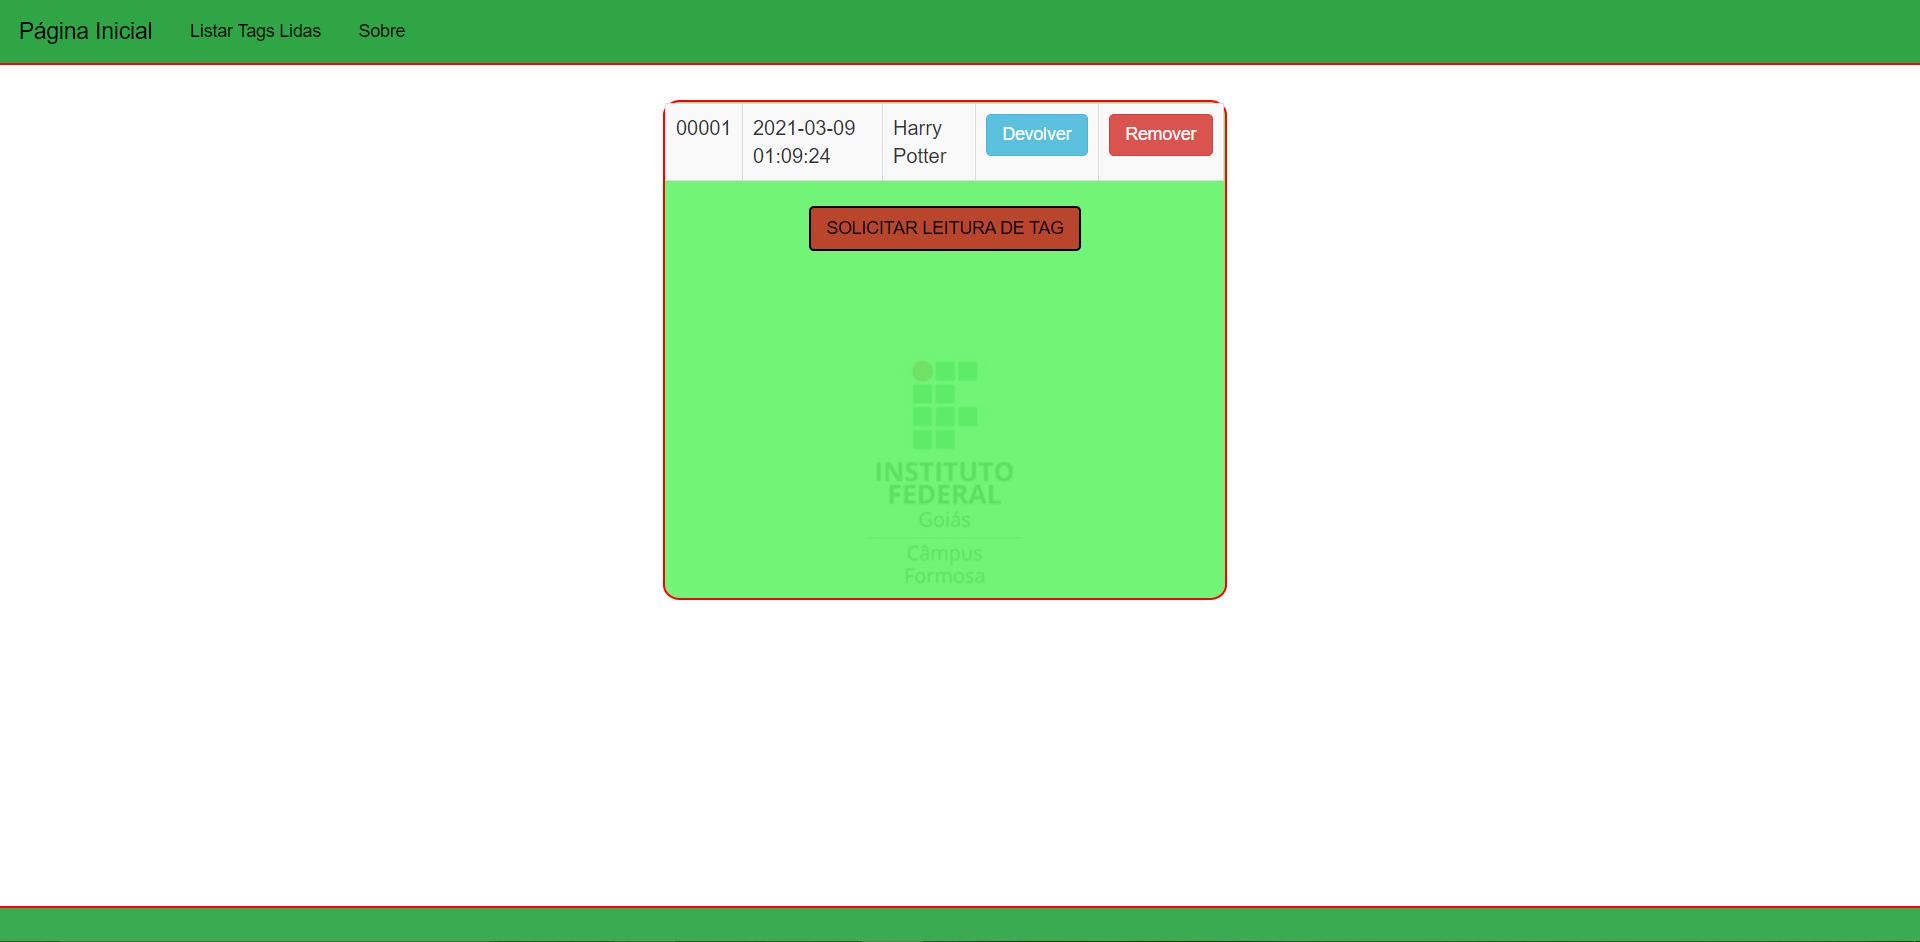 Página Inicial Listar Tags Lidas Sobre
00001 2021-03-09 Harry Devolver Remover
01:09:24 Potter
SOLICITAR LEITURA DE TAG
INSTITUTO
FEDERAL
Goiás
Câmpus
Formosa